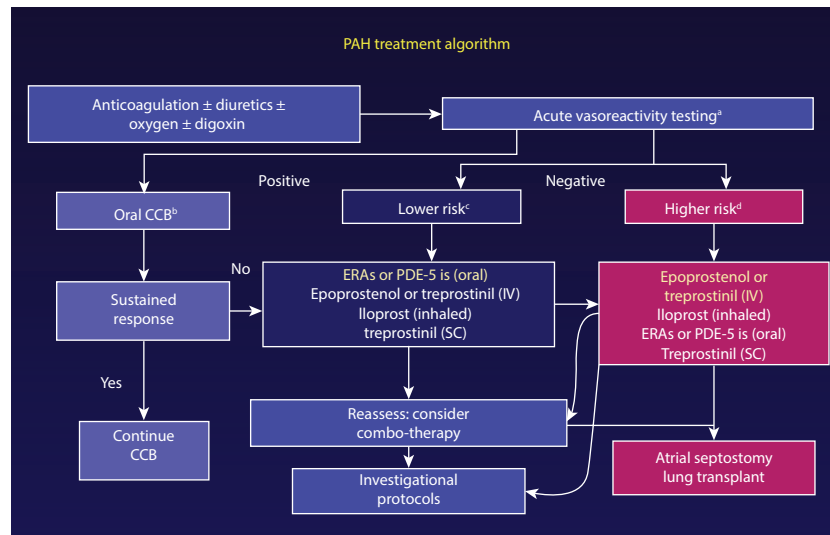 PAH treatment algorithm
Anticoagulation ± diuretics ±
oxygen ± digoxin
Acute vasoreactivity testingᵃ
Positive
Negative
Oral CCBᵇ
Lower riskᶜ
Higher riskᵈ
No
Sustained
response
ERAs or PDE-5 is (oral)
Epoprostenol or treprostinil (IV)
Iloprost (inhaled)
treprostinil (SC)
Epoprostenol or
treprostinil (IV)
Iloprost (inhaled)
ERAs or PDE-5 is (oral)
Treprostinil (SC)
Yes
Continue
CCB
Reassess: consider
combo-therapy
Investigational
protocols
Atrial septostomy
lung transplant